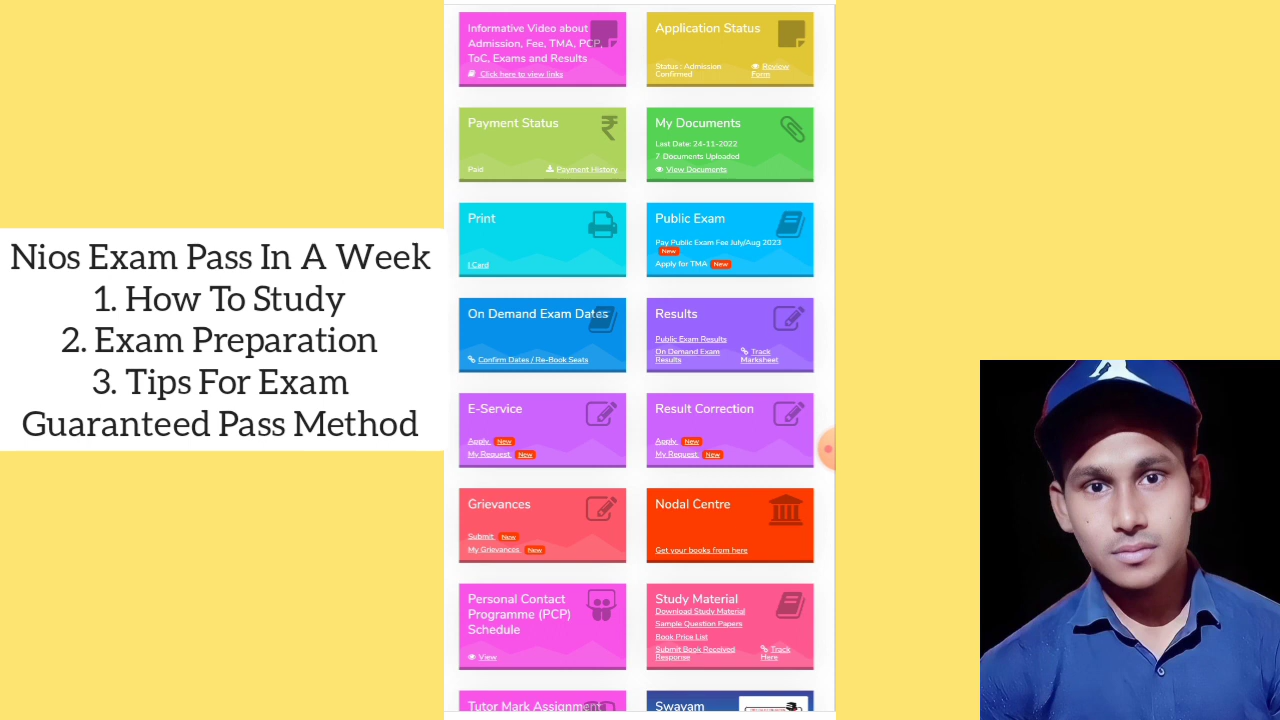 Nios Exam Pass In A Week
1. How To Study
2. Exam Preparation
3. Tips For Exam
Guaranteed Pass Method
Informative Video about
Admission, Fee, TMA, PCP,
ToC, Exams and Results
Click here to view links
Application Status
Status : Admission
Confirmed
Review
Form
Payment Status
Paid
Payment History
My Documents
Last Date: 24-11-2022
7 Documents Uploaded
View Documents
Print
I Card
Public Exam
Pay Public Exam Fee July/Aug 2023
New
Apply for TMA New
On Demand Exam Dates
Confirm Dates / Re-Book Seats
Results
Public Exam Results
On Demand Exam
Results
Track
Marksheet
E-Service
Apply New
My Request New
Result Correction
Apply New
My Request New
Grievances
Submit New
My Grievances New
Nodal Centre
Get your books from here
Personal Contact
Programme (PCP)
Schedule
View
Study Material
Download Study Material
Sample Question Papers
Book Price List
Submit Book Received
Response
Track
Here
Tutor Mark Assignment
Swayam